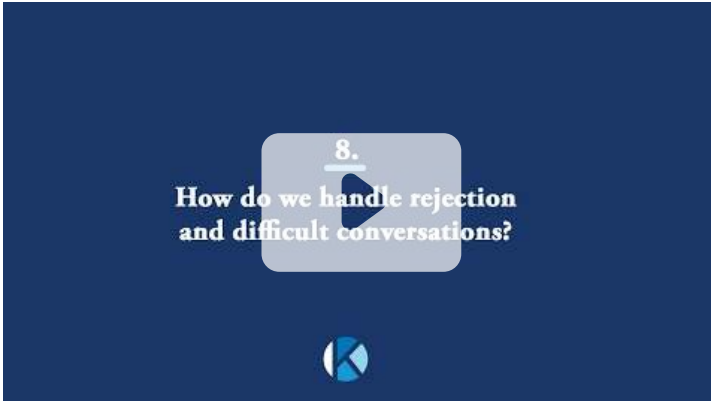 8.
How do we handle rejection
and difficult conversations?
K